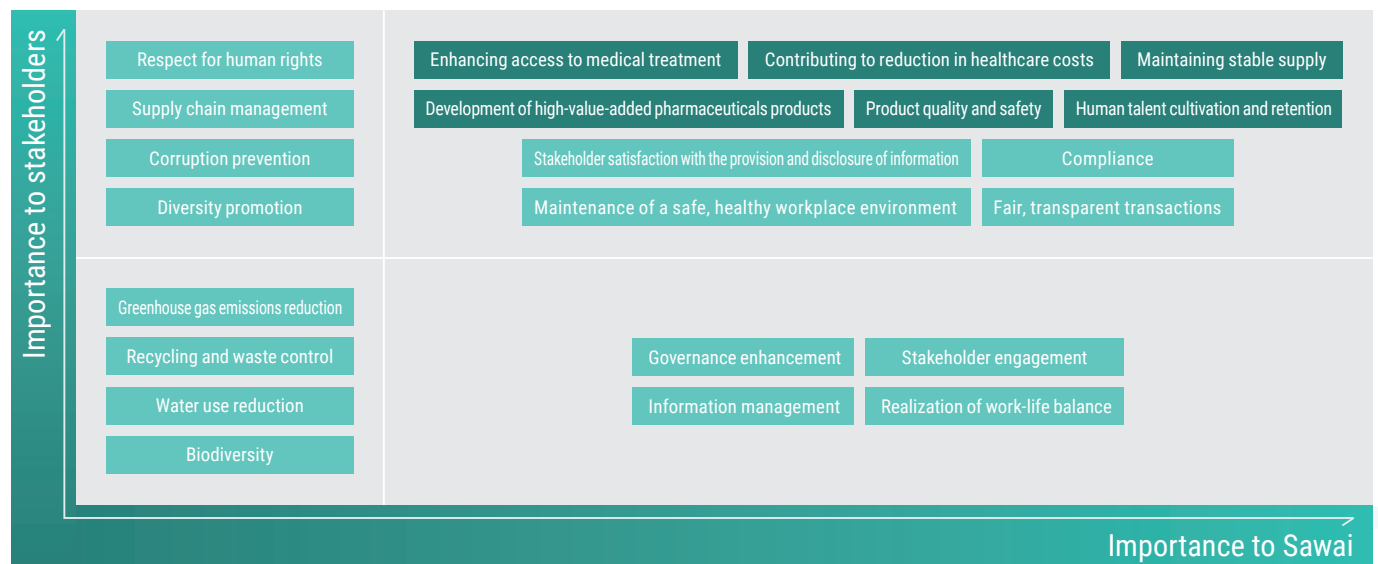 Importance to stakeholders
Respect for human rights
Supply chain management
Corruption prevention
Diversity promotion
Enhancing access to medical treatment
Contributing to reduction in healthcare costs
Maintaining stable supply
Development of high-value-added pharmaceuticals products
Product quality and safety
Human talent cultivation and retention
Stakeholder satisfaction with the provision and disclosure of information
Compliance
Maintenance of a safe, healthy workplace environment
Fair, transparent transactions
Greenhouse gas emissions reduction
Recycling and waste control
Water use reduction
Biodiversity
Governance enhancement
Stakeholder engagement
Information management
Realization of work-life balance
Importance to Sawai